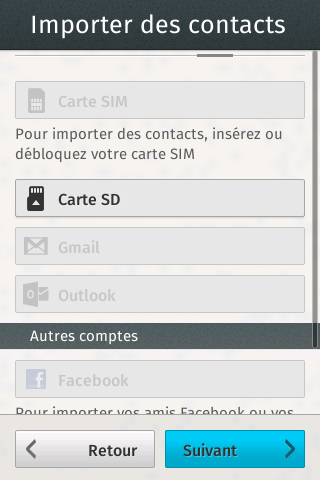 Importer des contacts
Carte SIM
Pour importer des contacts, insérez ou
débloquez votre carte SIM
Carte SD
Gmail
Outlook
Autres comptes
Facebook
Pour importer vos amis Facebook ou vos
Retour
Suivant